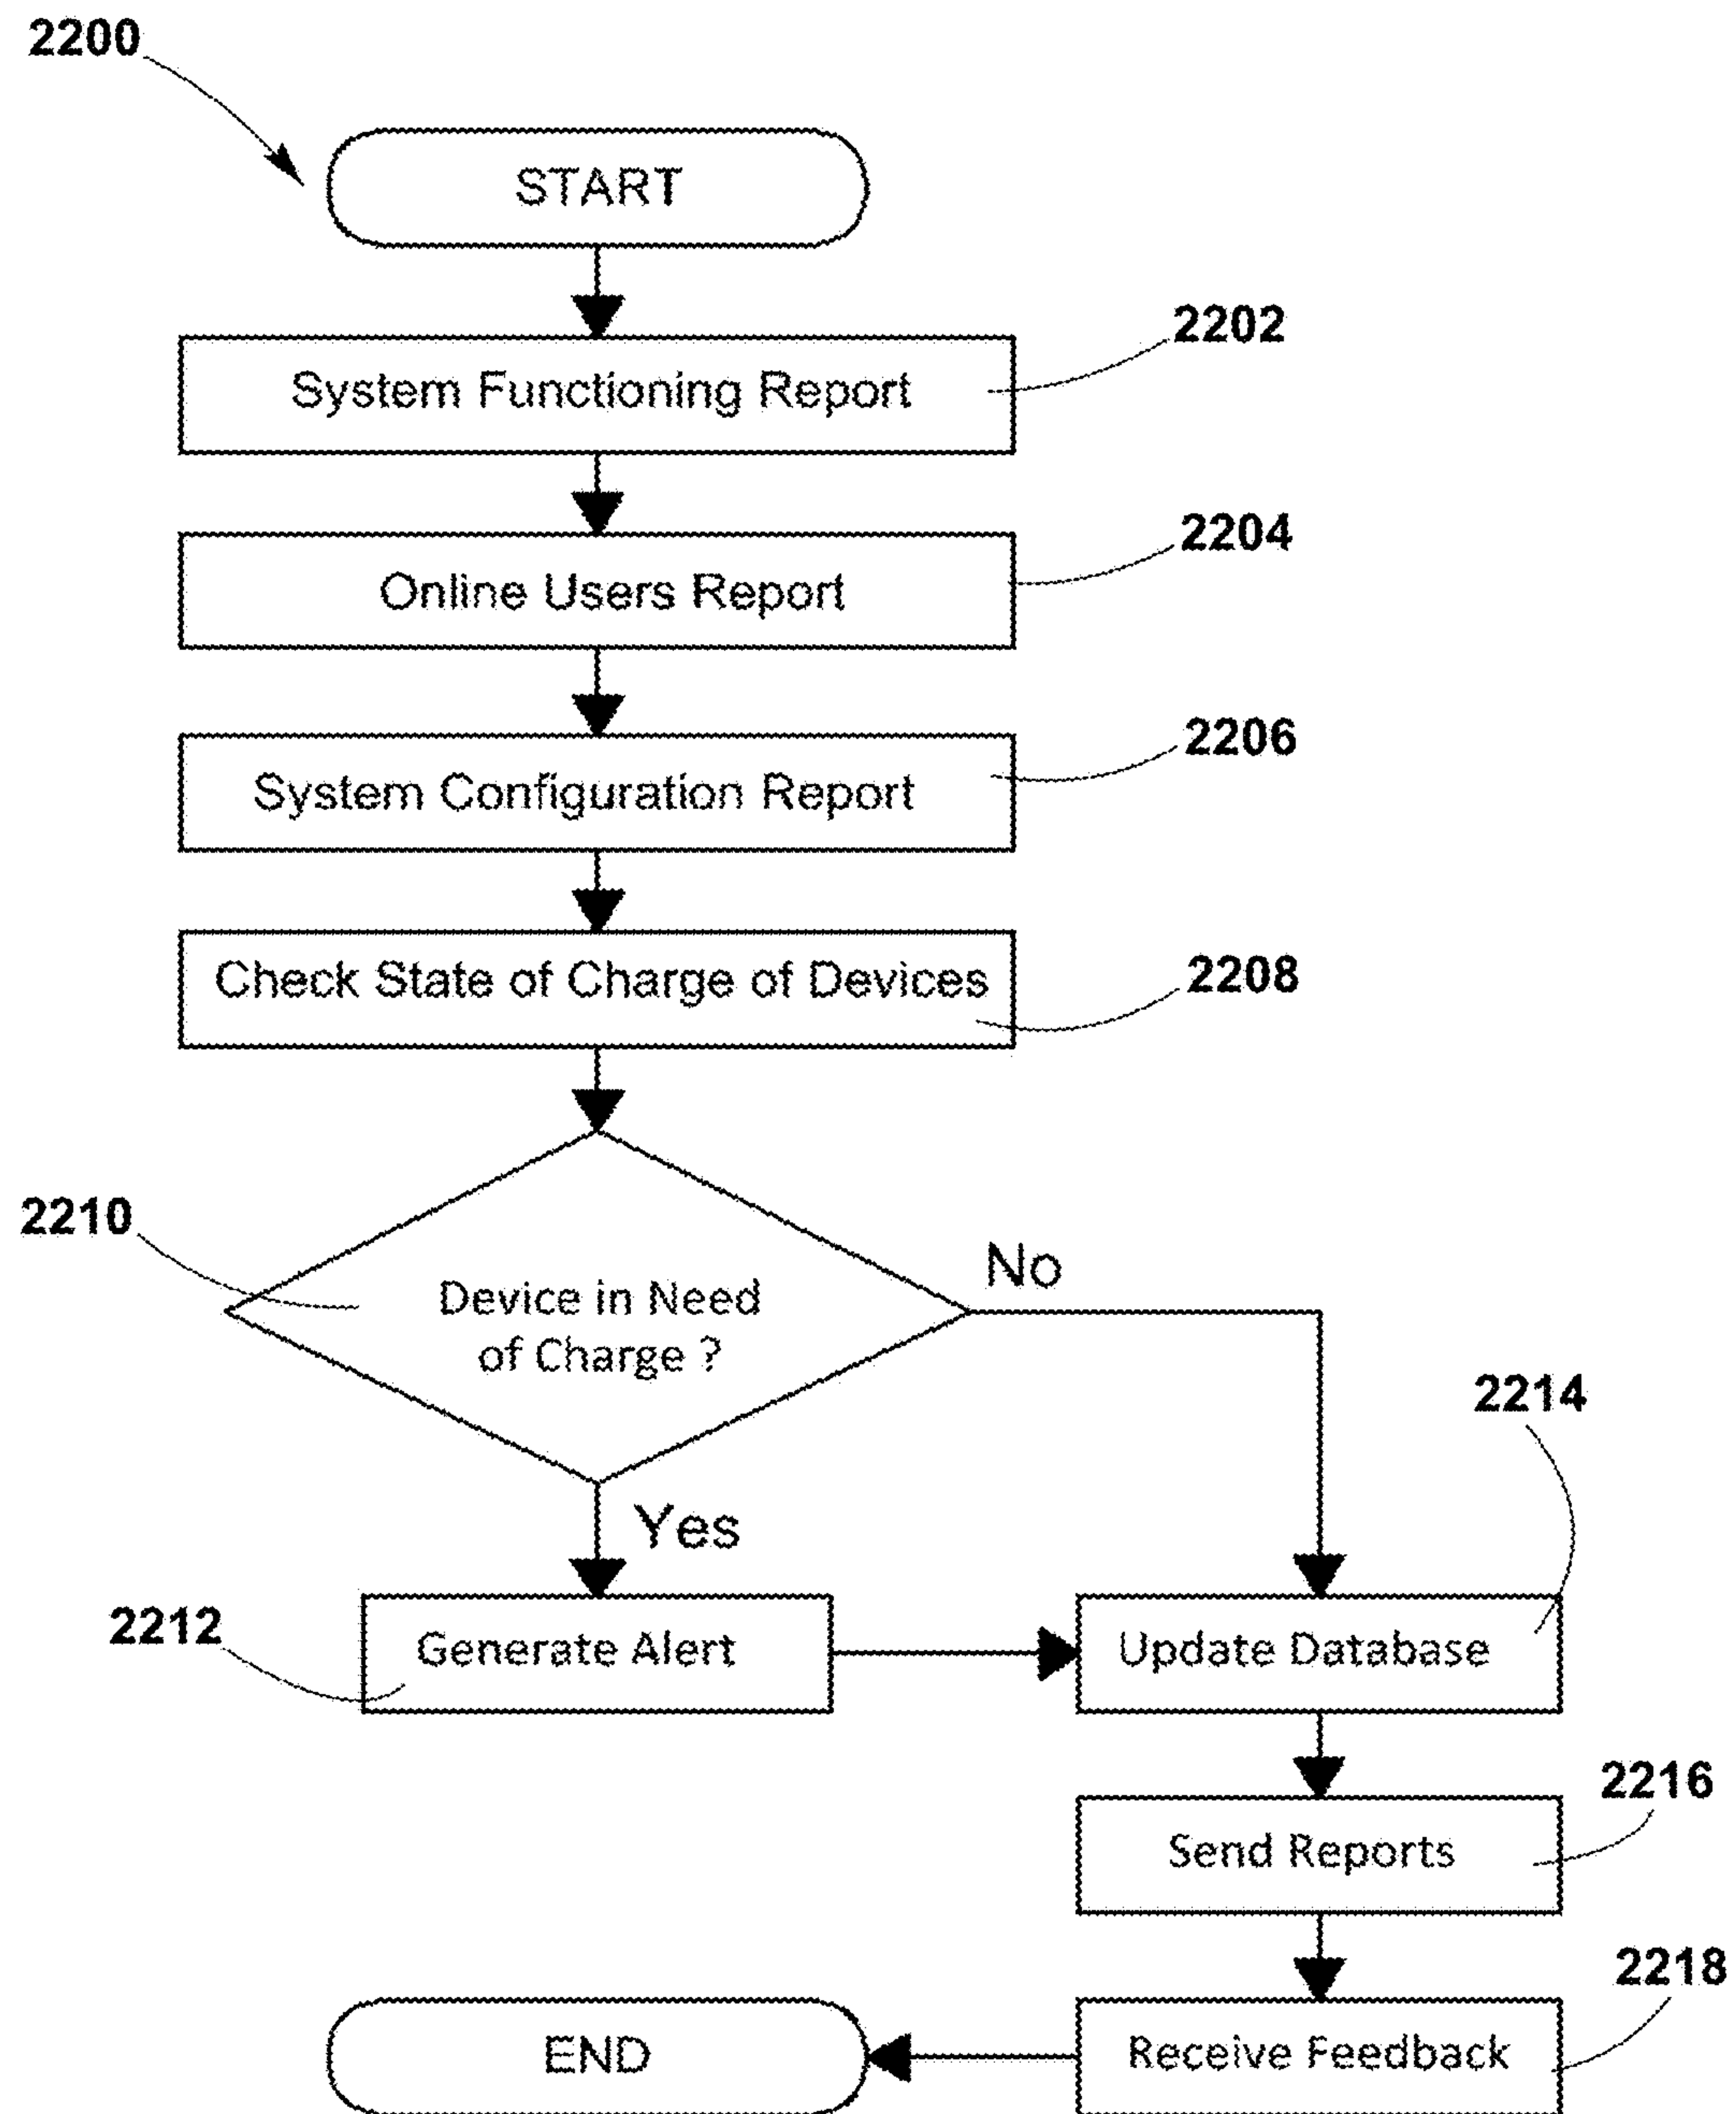 2200
START
2202
System Functioning Report
2204
Online Users Report
2206
System Configuration Report
2208
Check State of Charge of Devices
2210
No
Device in Need
of Charge ?
2214
Yes
2212
Generate Alert
Update Database
2216
Send Reports
2218
END
Receive Feedback